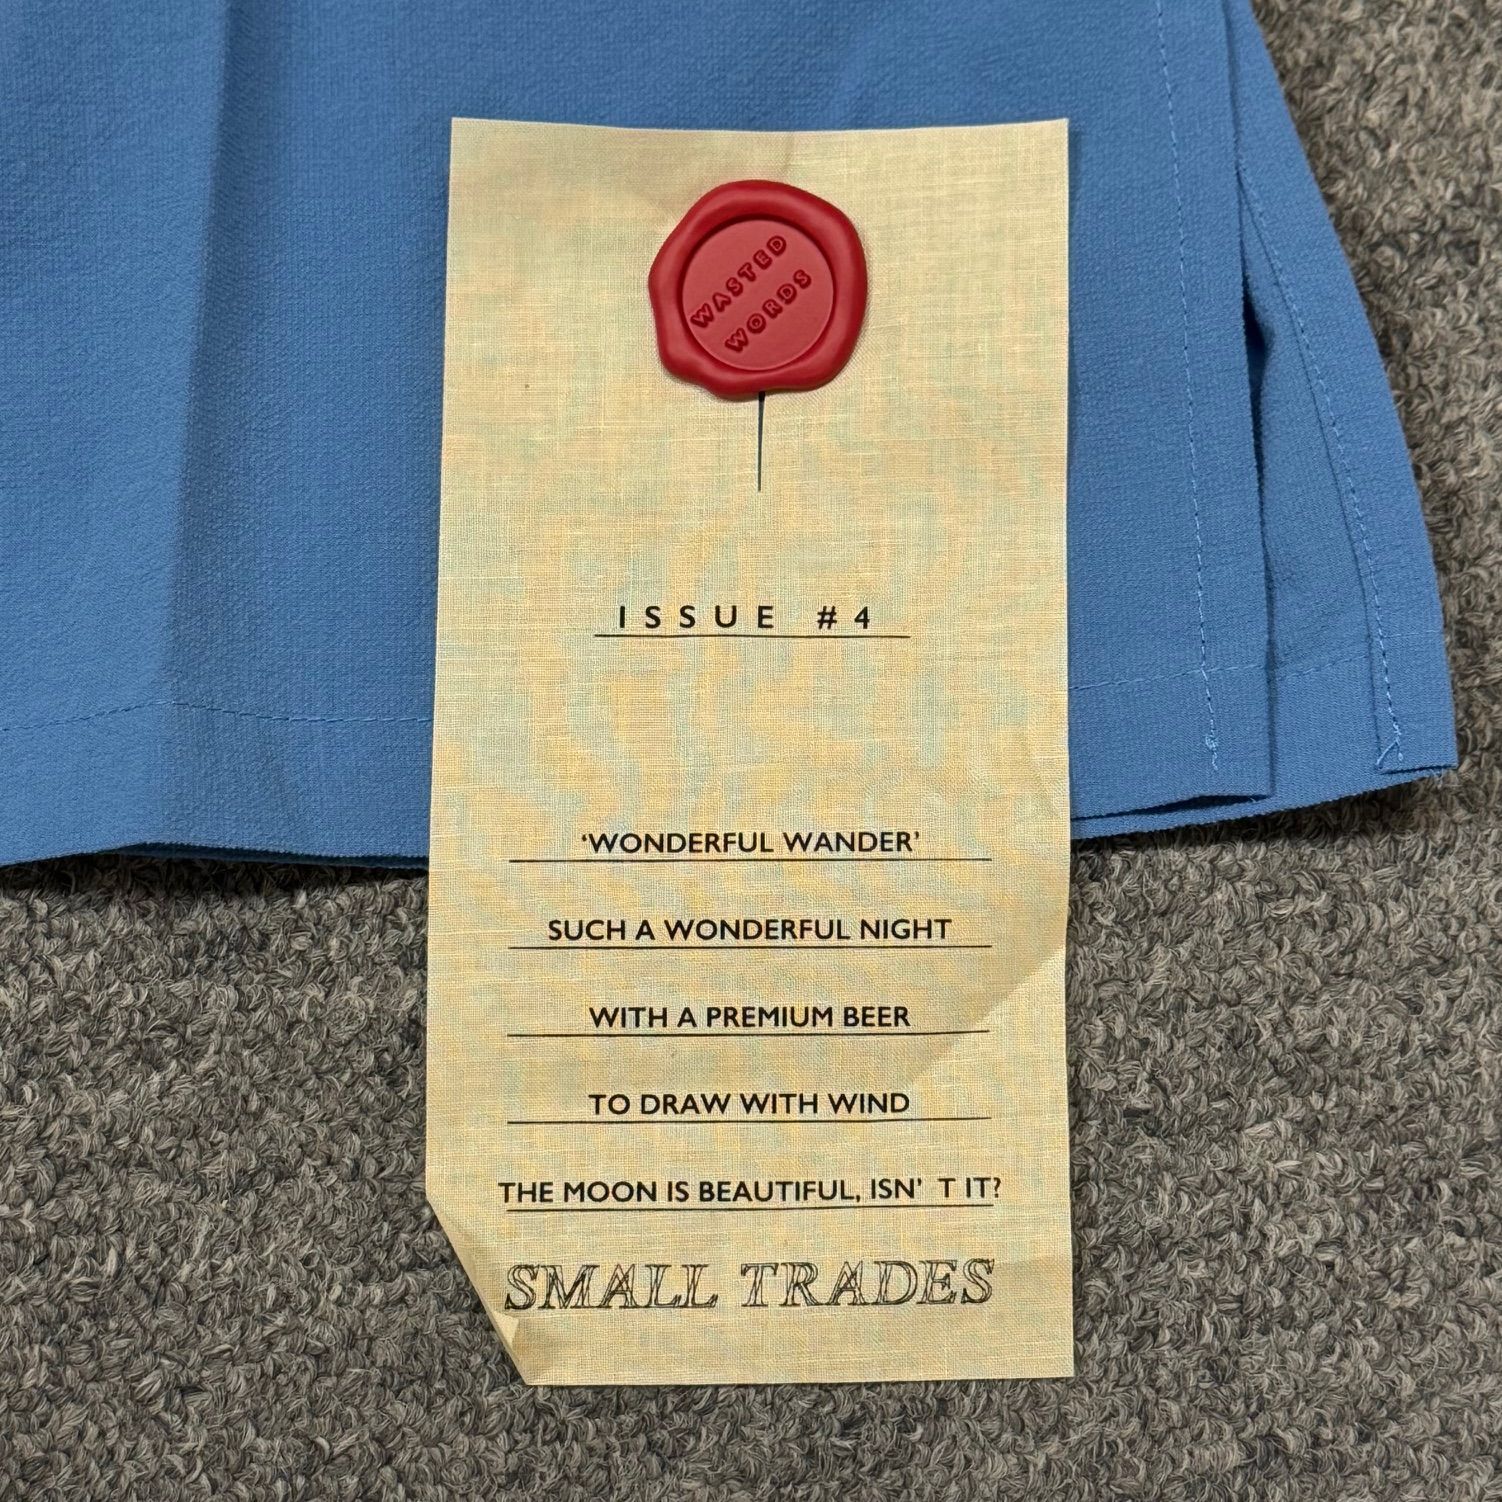 WASTED
WORDS
ISSUE #4
‘WONDERFUL WANDER’
SUCH A WONDERFUL NIGHT
WITH A PREMIUM BEER
TO DRAW WITH WIND
THE MOON IS BEAUTIFUL, ISN’ T IT?
SMALL TRADES